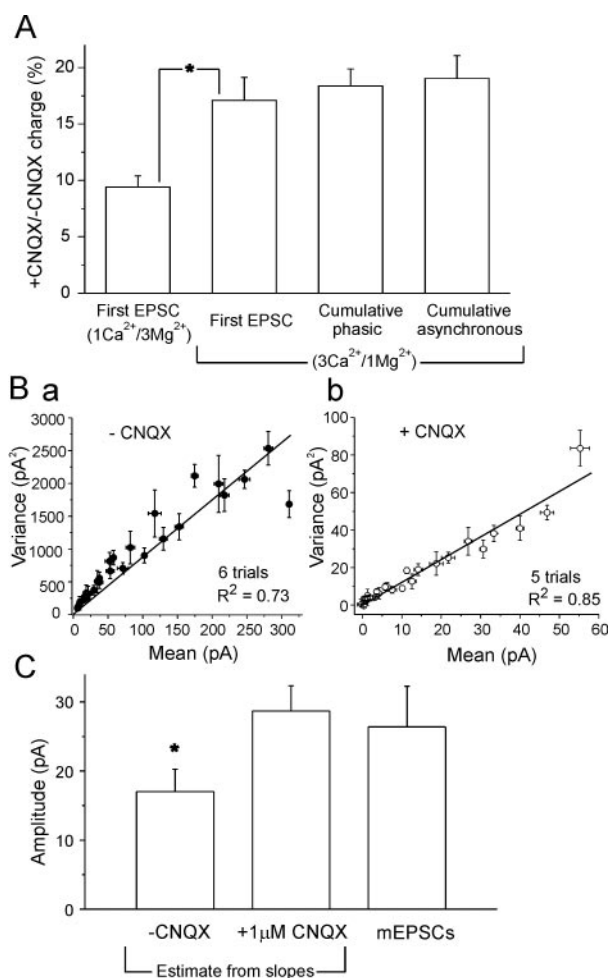 A
+CNQX/-CNQX charge (%)
20
15
10
5
0
*
First EPSC
(1Ca²⁺/3Mg²⁺)
First EPSC
Cumulative
phasic
Cumulative
asynchronous
(3Ca²⁺/1Mg²⁺)
B a
- CNQX
Variance (pA²)
3000
2500
2000
1500
1000
500
0
6 trials
R² = 0.73
0 50 100 150 200 250 300
Mean (pA)
b
+ CNQX
Variance (pA²)
100
80
60
40
20
0
5 trials
R² = 0.85
0 10 20 30 40 50 60
Mean (pA)
C
Amplitude (pA)
30
20
10
0
*
-CNQX +1μM CNQX mEPSCs
Estimate from slopes